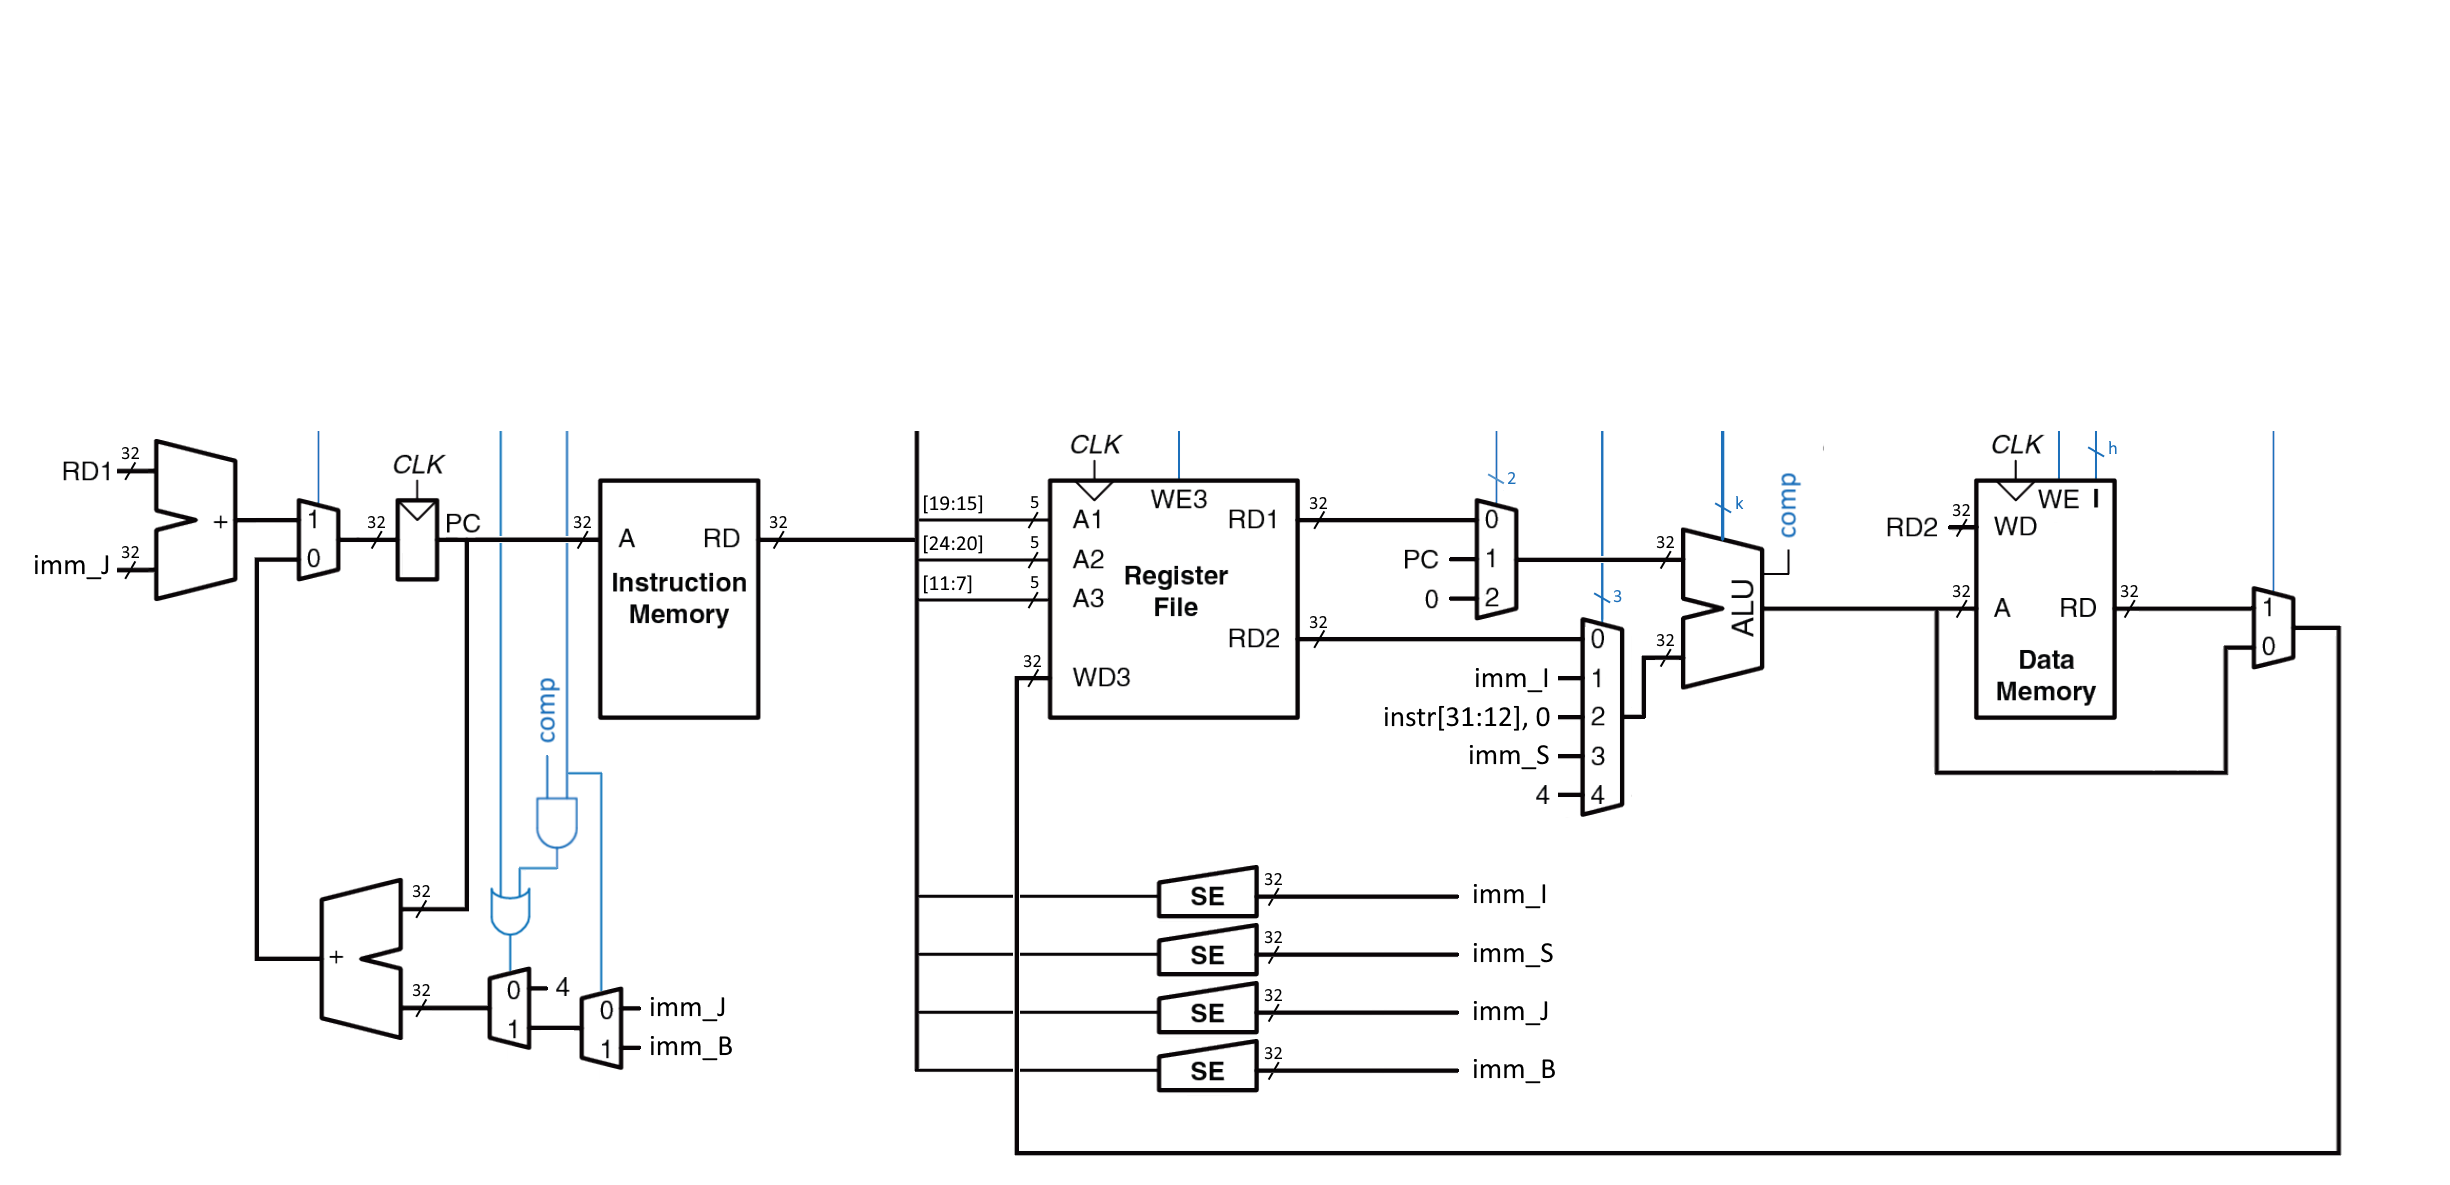 RD1
32
imm_J
32
+
1
0
32
CLK
PC
32
A
RD
Instruction
Memory
32
comp
32
32
+
0
1
4
0
1
imm_J
imm_B
[19:15]
5
[24:20]
5
[11:7]
5
32
CLK
WE3
A1
A2
A3
WD3
RD1
RD2
Register
File
32
32
2
PC
0
0
1
2
3
imm_I
instr[31:12], 0
imm_S
4
0
1
2
3
4
32
32
k
ALU
comp
CLK
WE
I
h
RD2
32
WD
32
A
RD
Data
Memory
32
1
0
SE
32
imm_I
SE
32
imm_S
SE
32
imm_J
SE
32
imm_B